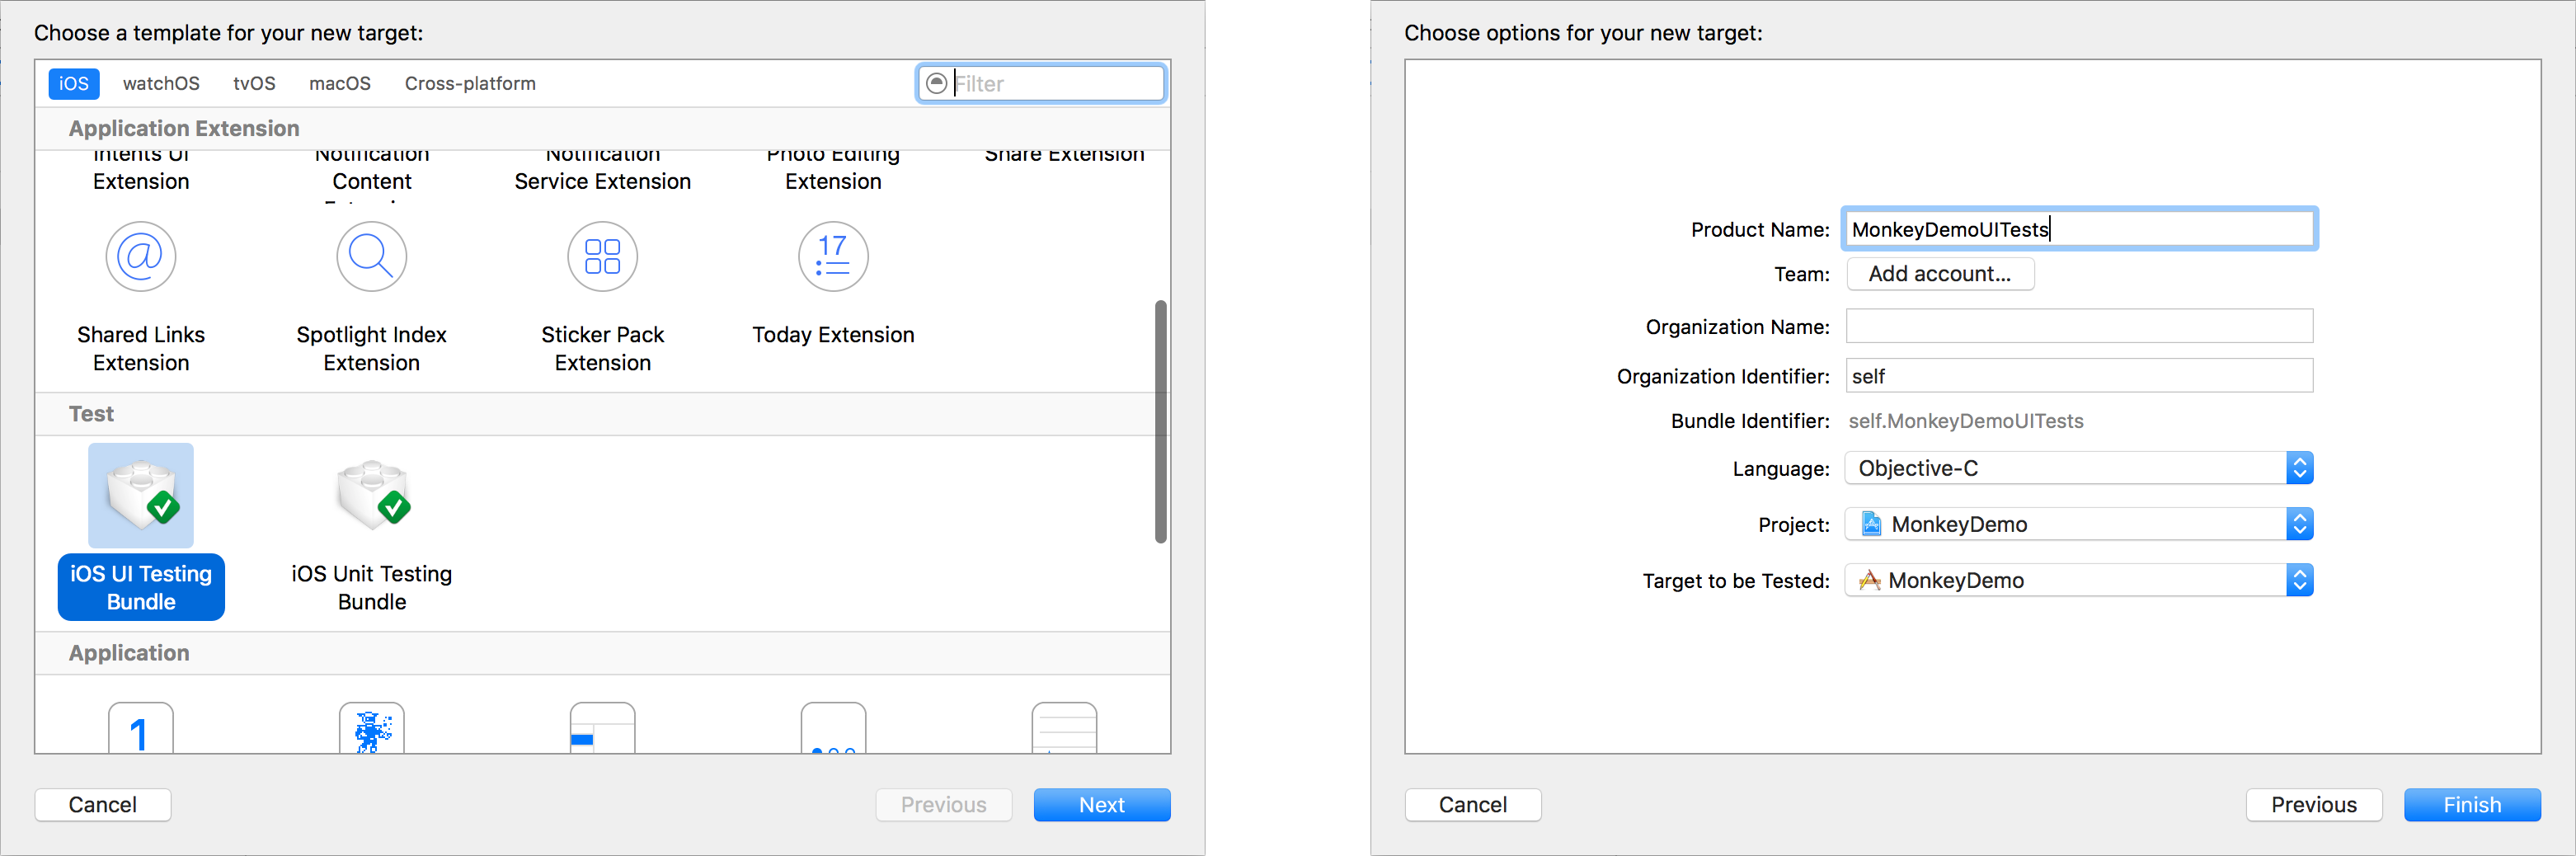 Choose a template for your new target:
iOS watchOS tvOS macOS Cross-platform Filter
Application Extension
Intents UI Extension
Notification Content
Notification Service Extension
Photo Editing Extension
Share Extension
@
17
Shared Links Extension
Spotlight Index Extension
Sticker Pack Extension
Today Extension
Test
iOS UI Testing Bundle
iOS Unit Testing Bundle
Application
1
Cancel Previous Next
Choose options for your new target:
Product Name: MonkeyDemoUITests
Team: Add account...
Organization Name:
Organization Identifier: self
Bundle Identifier: self.MonkeyDemoUITests
Language: Objective-C
Project: MonkeyDemo
Target to be Tested: MonkeyDemo
Cancel Previous Finish